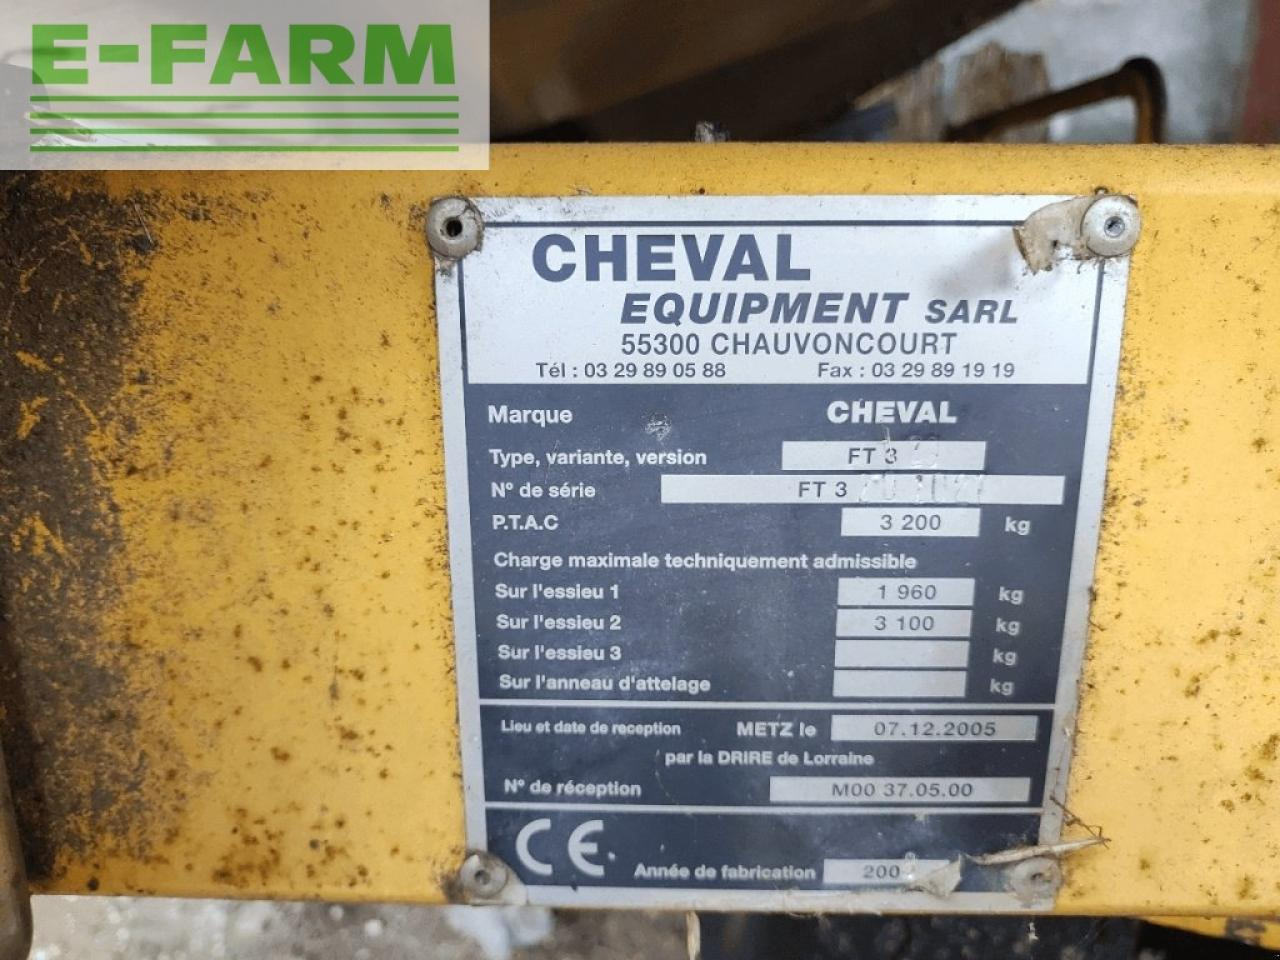 E-FARM
CHEVAL
EQUIPMENT SARL
55300 CHAUVONCOURT
Tél : 03 29 89 05 88 Fax : 03 29 89 19 19
Marque CHEVAL
Type, variante, version FT 3
N° de série FT 3
P.T.A.C 3 200 kg
Charge maximale techniquement admissible
Sur l'essieu 1 1 960 kg
Sur l'essieu 2 3 100 kg
Sur l'essieu 3 kg
Sur l'anneau d'attelage kg
Lieu et date de reception METZ le 07.12.2005
par la DRIRE de Lorraine
N° de réception M00 37.05.00
CE
Année de fabrication 200